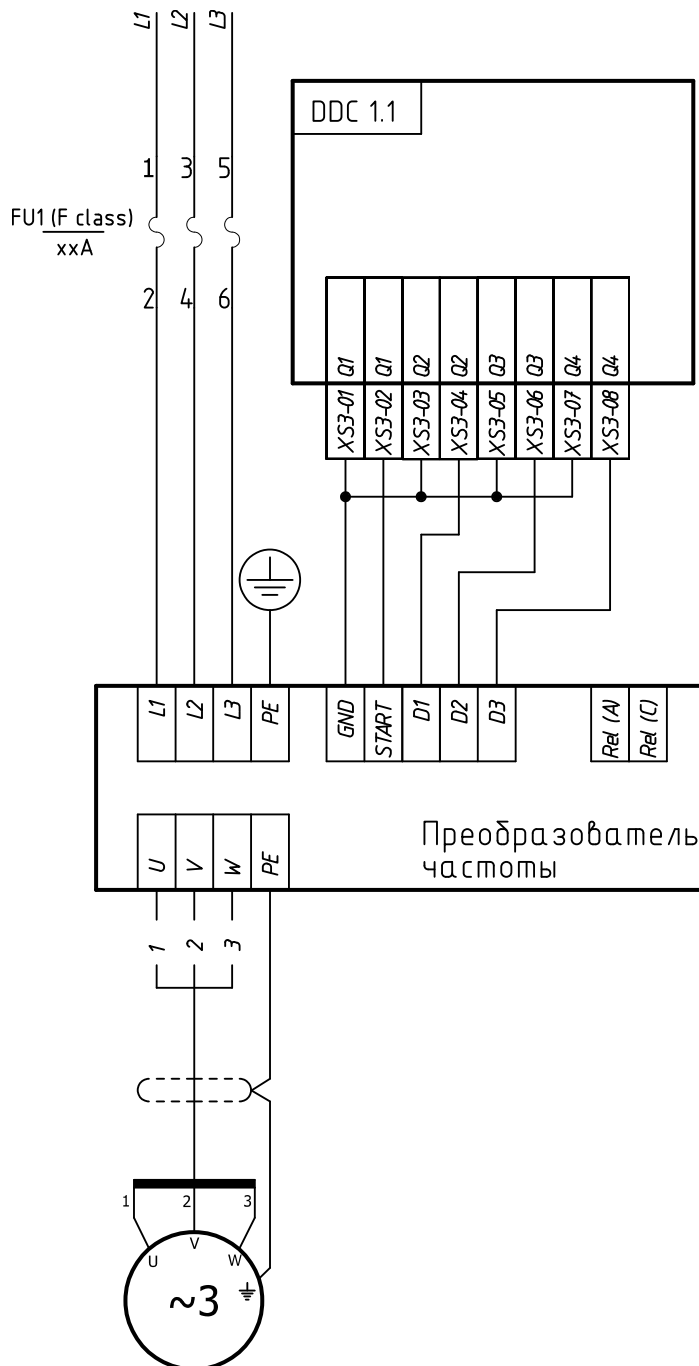 L1 L2 L3
DDC 1.1
1 3 5
FU1 (F class)
xxA
2 4 6
Q1 Q1 Q2 Q2 Q3 Q3 Q4 Q4
XS3-01 XS3-02 XS3-03 XS3-04 XS3-05 XS3-06 XS3-07 XS3-08
L1 L2 L3 PE GND START D1 D2 D3 Rel (A) Rel (C)
Преобразователь
частоты
U V W PE
1 2 3
1 2 3
U V W
~3